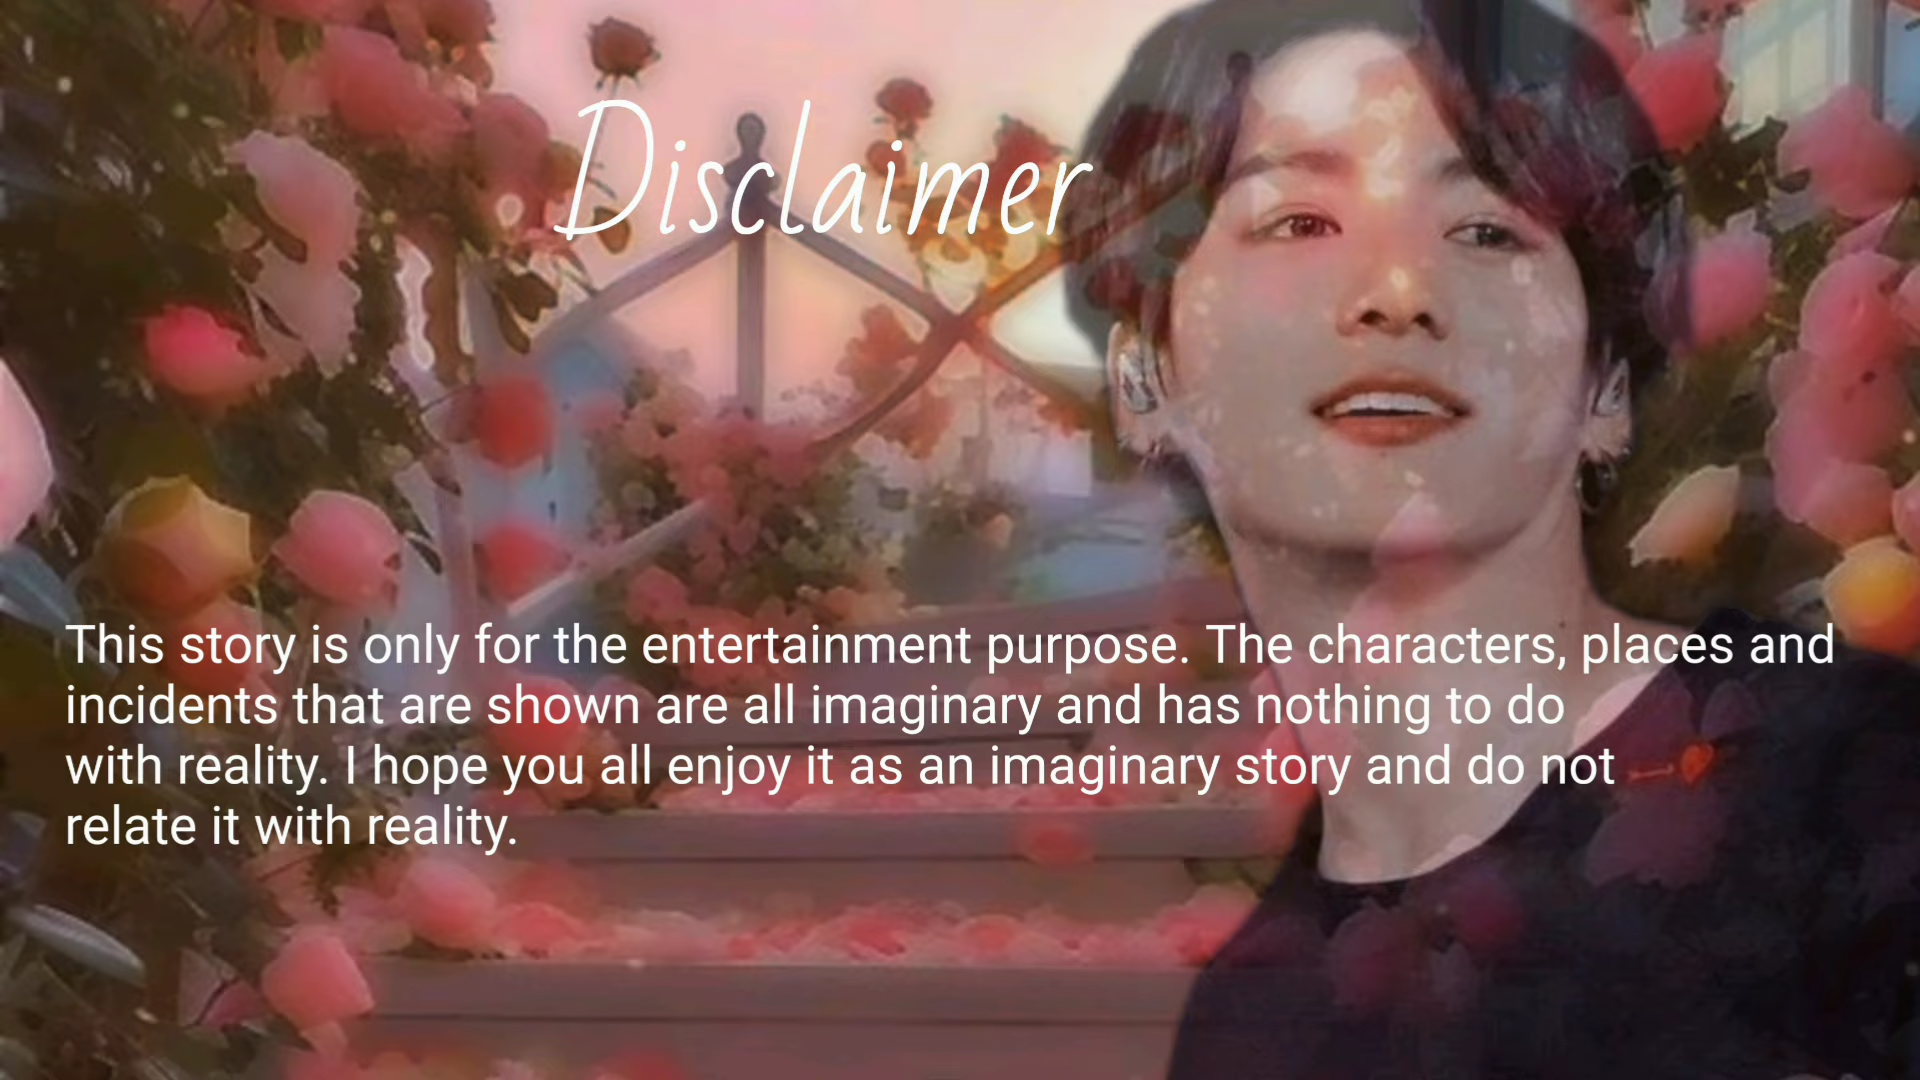 Disclaimer
This story is only for the entertainment purpose. The characters, places and
incidents that are shown are all imaginary and has nothing to do
with reality. I hope you all enjoy it as an imaginary story and do not
relate it with reality.